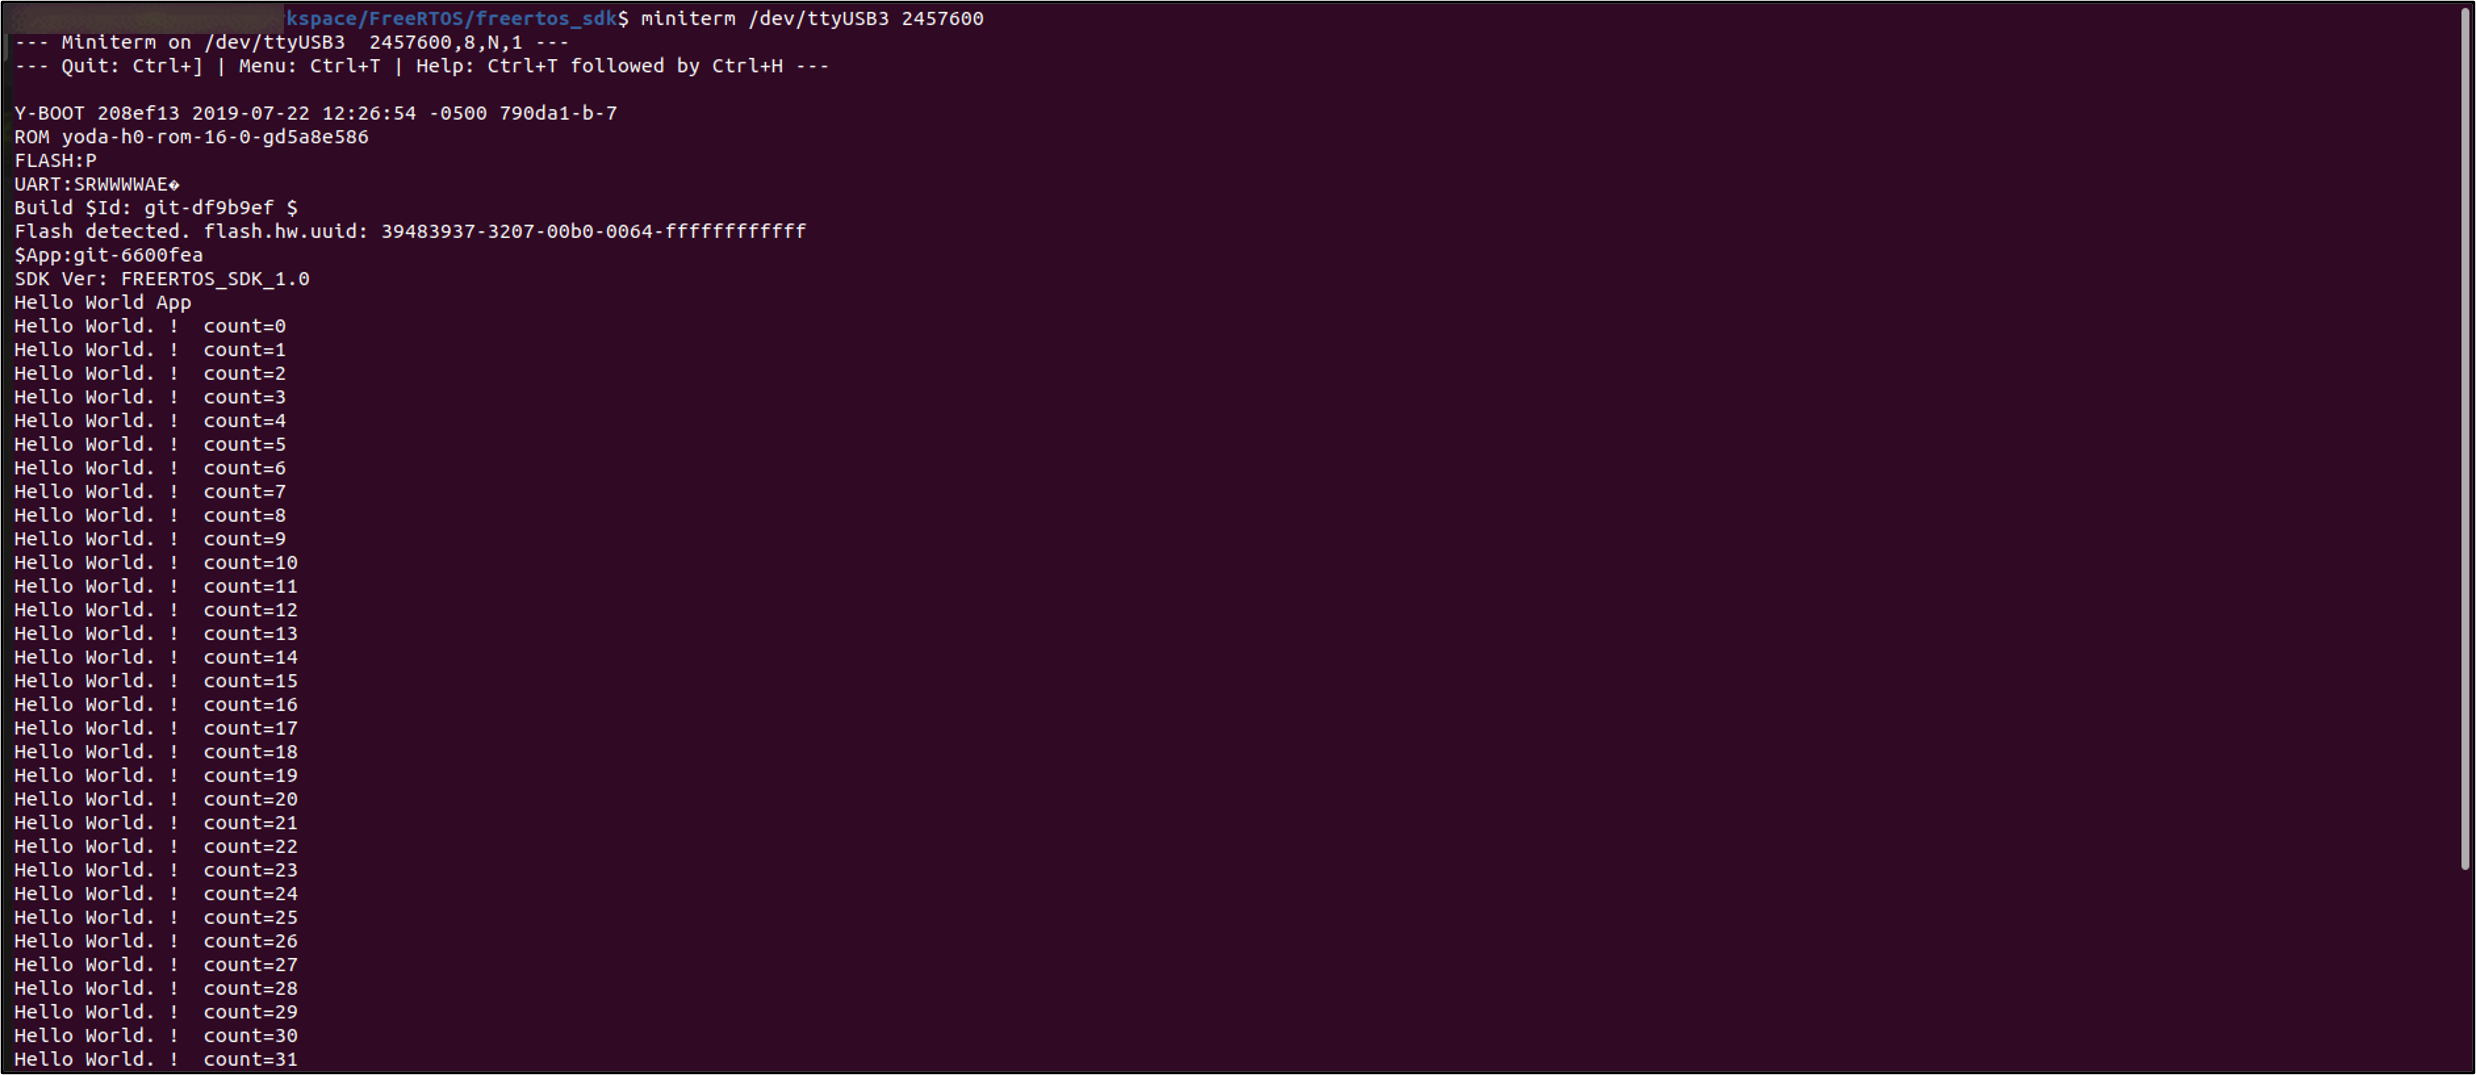 kspace/FreeRTOS/freertos_sdk$ miniterm /dev/ttyUSB3 2457600
--- Miniterm on /dev/ttyUSB3  2457600,8,N,1 ---
--- Quit: Ctrl+] | Menu: Ctrl+T | Help: Ctrl+T followed by Ctrl+H ---
Y-BOOT 208ef13 2019-07-22 12:26:54 -0500 790da1-b-7
ROM yoda-h0-rom-16-0-gd5a8e586
FLASH:P
UART:SRWWWWAE�
Build $Id: git-df9b9ef $
Flash detected. flash.hw.uuid: 39483937-3207-00b0-0064-ffffffffffff
$App:git-6600fea
SDK Ver: FREERTOS_SDK_1.0
Hello World App
Hello World. !  count=0
Hello World. !  count=1
Hello World. !  count=2
Hello World. !  count=3
Hello World. !  count=4
Hello World. !  count=5
Hello World. !  count=6
Hello World. !  count=7
Hello World. !  count=8
Hello World. !  count=9
Hello World. !  count=10
Hello World. !  count=11
Hello World. !  count=12
Hello World. !  count=13
Hello World. !  count=14
Hello World. !  count=15
Hello World. !  count=16
Hello World. !  count=17
Hello World. !  count=18
Hello World. !  count=19
Hello World. !  count=20
Hello World. !  count=21
Hello World. !  count=22
Hello World. !  count=23
Hello World. !  count=24
Hello World. !  count=25
Hello World. !  count=26
Hello World. !  count=27
Hello World. !  count=28
Hello World. !  count=29
Hello World. !  count=30
Hello World. !  count=31